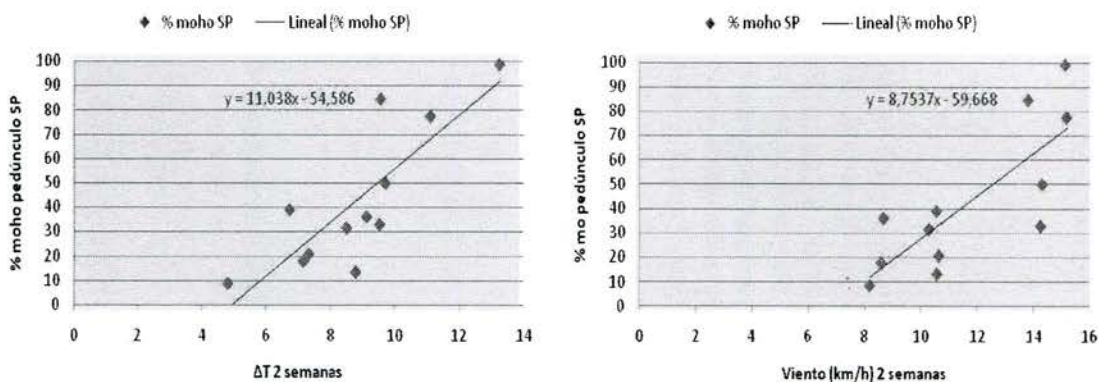 % moho SP
Lineal (% moho SP)
100
90
80
70
60
50
40
30
20
10
0
y = 11,038x - 54,586
% moho pedúnculo SP
0 2 4 6 8 10 12 14
ΔT 2 semanas
% moho SP
Lineal (% moho SP)
100
90
80
70
60
50
40
30
20
10
0
y = 8,7537x - 59,668
% mo pedúnculo SP
0 2 4 6 8 10 12 14 16
Viento (km/h) 2 semanas